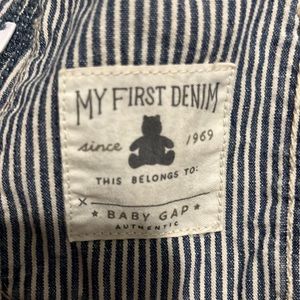 MY FIRST DENIM
since 1969
THIS BELONGS TO:
x
★ BABY GAP ★
AUTHENTIC